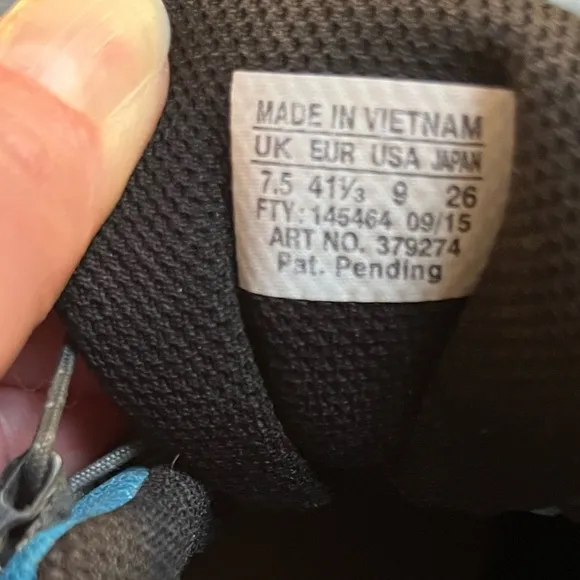 MADE IN VIETNAM
UK EUR USA JAPAN
7.5 41⅓ 9 26
FTY: 145464 09/15
ART NO. 379274
Pat. Pending